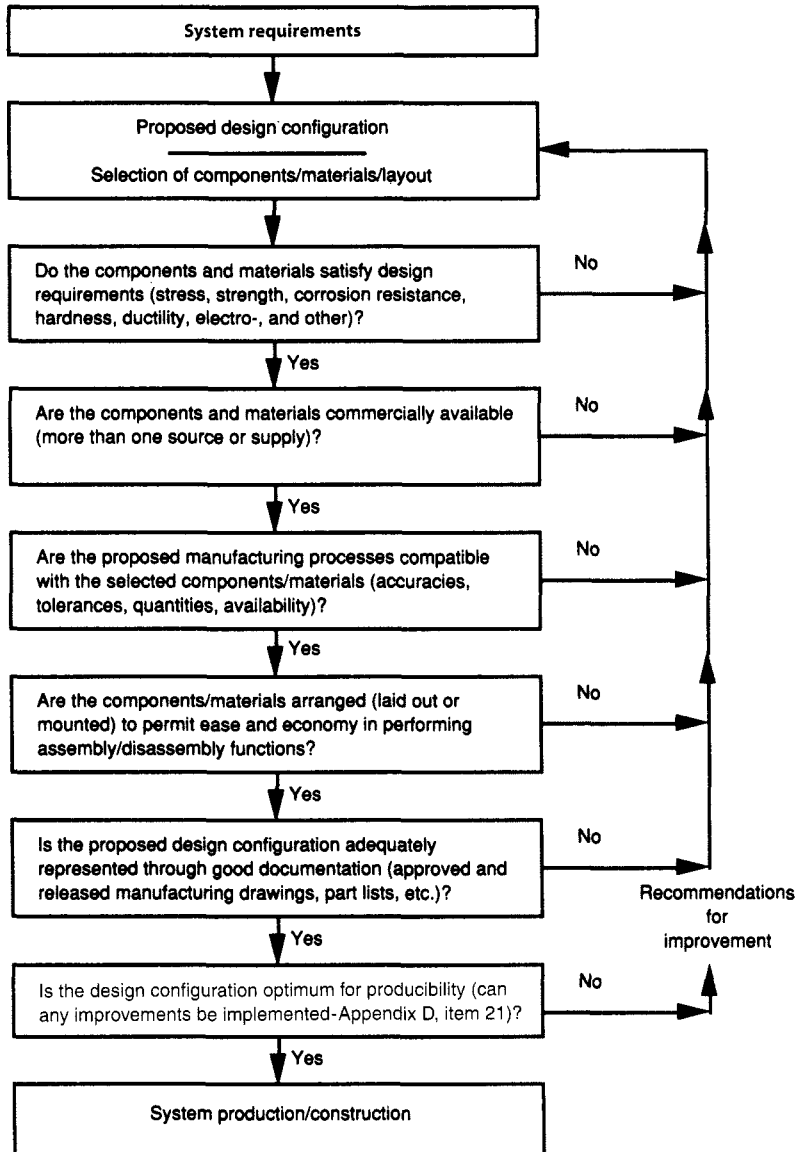 System requirements
Proposed design configuration
Selection of components/materials/layout
Do the components and materials satisfy design
requirements (stress, strength, corrosion resistance,
hardness, ductility, electro-, and other)?
No
Yes
Are the components and materials commercially available
(more than one source or supply)?
No
Yes
Are the proposed manufacturing processes compatible
with the selected components/materials (accuracies,
tolerances, quantities, availability)?
No
Yes
Are the components/materials arranged (laid out or
mounted) to permit ease and economy in performing
assembly/disassembly functions?
No
Yes
Is the proposed design configuration adequately
represented through good documentation (approved and
released manufacturing drawings, part lists, etc.)?
No
Recommendations
for
improvement
Yes
Is the design configuration optimum for producibility (can
any improvements be implemented-Appendix D, item 21)?
No
Yes
System production/construction